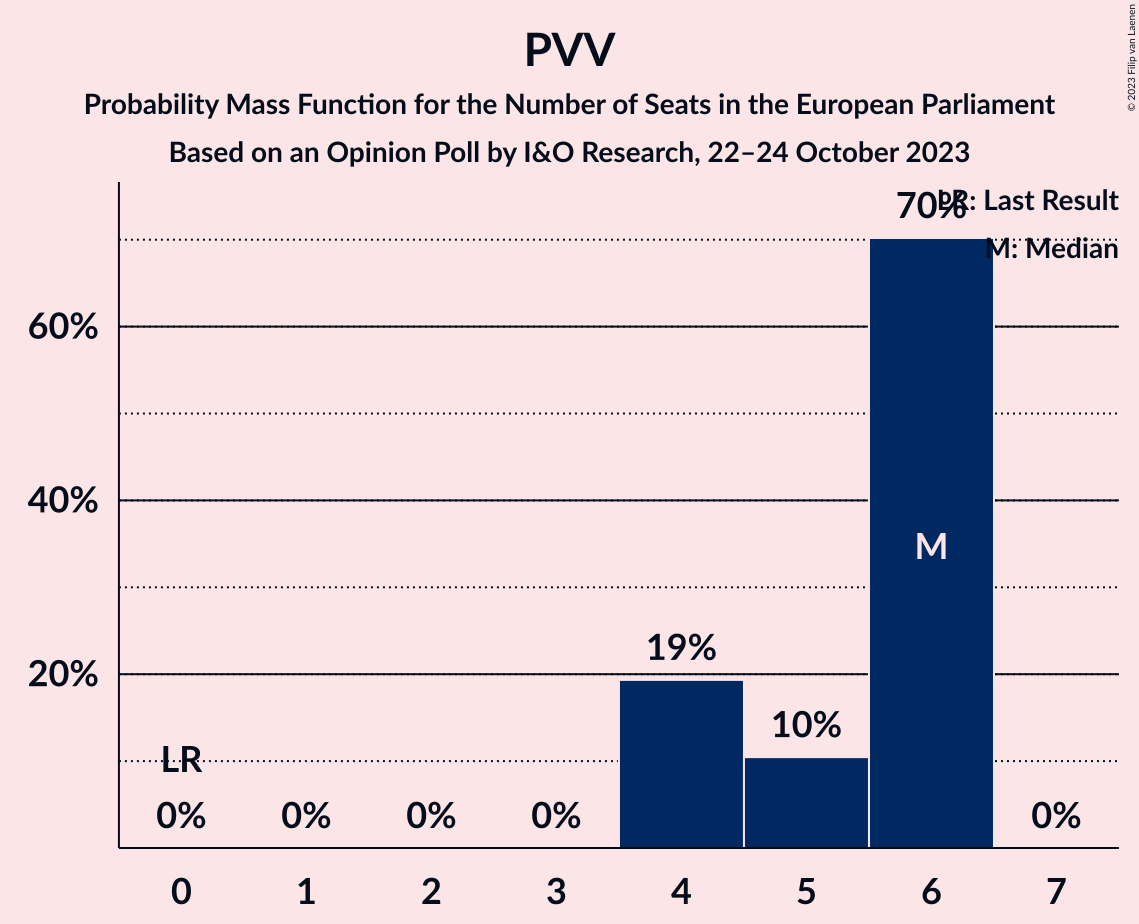 PVV
Probability Mass Function for the Number of Seats in the European Parliament
Based on an Opinion Poll by I&O Research, 22–24 October 2023
© 2023 Filip van Laenen
LR: Last Result
M: Median
70%
60%
40%
20%
M
19%
10%
LR
0%
0%
0%
0%
0%
0
1
2
3
4
5
6
7